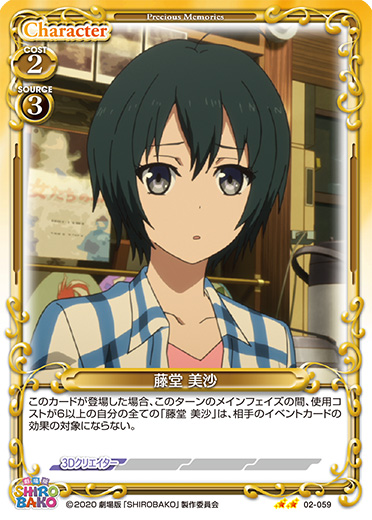 Precious Memories
Character
COST
2
SOURCE
3
藤堂 美沙
このカードが登場した場合、このターンのメインフェイズの間、使用コ
ストが6以上の自分の全ての「藤堂 美沙」は、相手のイベントカードの
効果の対象にならない。
3Dクリエイター
劇場版
SHIRO
BAKO
©2020 劇場版「SHIROBAKO」製作委員会
02-059